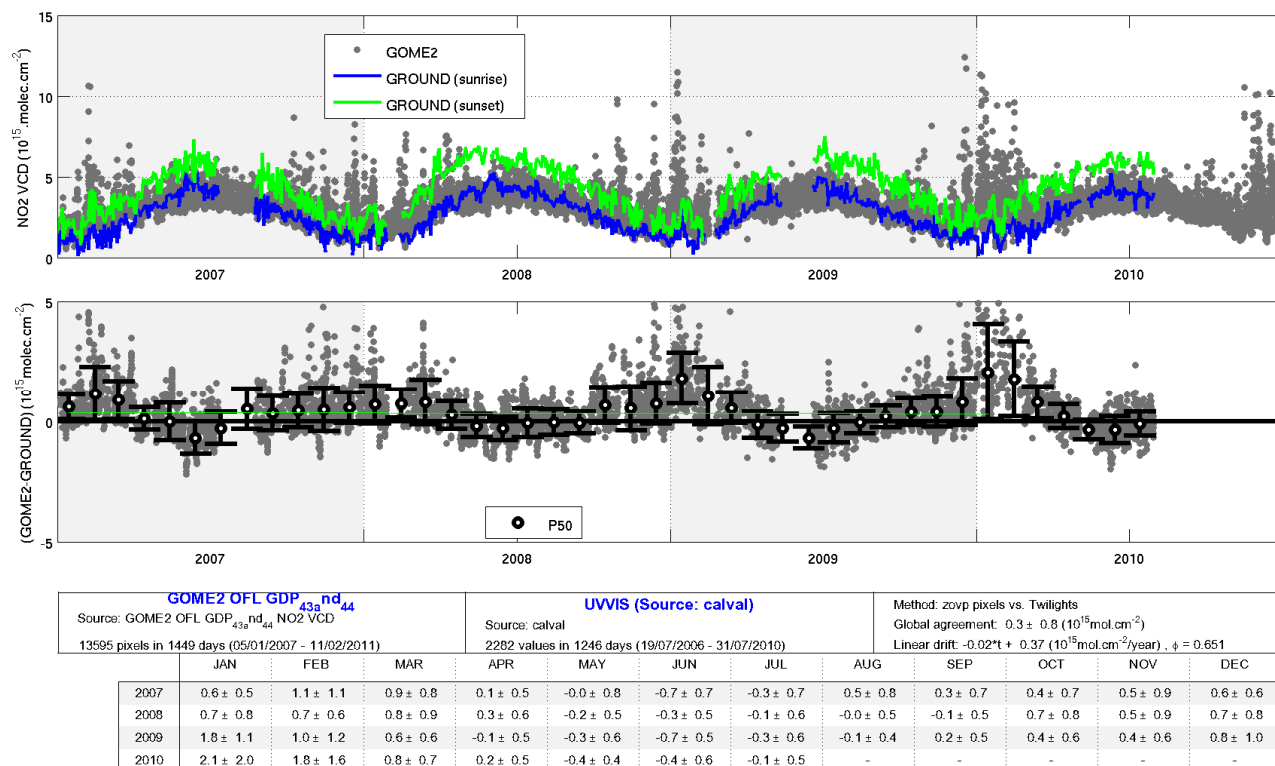 15
10
5
0
NO2 VCD (10^15.molec.cm^-2)
GOME2
GROUND (sunrise)
GROUND (sunset)
2007 2008 2009 2010
5
0
-5
(GOME2-GROUND) (10^15molec.cm^-2)
P50
2007 2008 2009 2010
GOME2 OFL GDP_43a nd_44
Source: GOME2 OFL GDP_43a nd_44 NO2 VCD
13595 pixels in 1449 days (05/01/2007 - 11/02/2011)
UVVIS (Source: calval)
Source: calval
2282 values in 1246 days (19/07/2006 - 31/07/2010)
Method: zovp pixels vs. Twilights
Global agreement: 0.3 ± 0.8 (10^15mol.cm^-2)
Linear drift: -0.02*t + 0.37 (10^15mol.cm^-2/year) , ϕ = 0.651
JAN FEB MAR APR MAY JUN JUL AUG SEP OCT NOV DEC
2007 0.6 ± 0.5 1.1 ± 1.1 0.9 ± 0.8 0.1 ± 0.5 -0.0 ± 0.8 -0.7 ± 0.7 -0.3 ± 0.7 0.5 ± 0.8 0.3 ± 0.7 0.4 ± 0.7 0.5 ± 0.9 0.6 ± 0.6
2008 0.7 ± 0.8 0.7 ± 0.6 0.8 ± 0.9 0.3 ± 0.6 -0.2 ± 0.5 -0.3 ± 0.5 -0.1 ± 0.6 -0.0 ± 0.5 -0.1 ± 0.5 0.7 ± 0.8 0.5 ± 0.9 0.7 ± 0.8
2009 1.8 ± 1.1 1.0 ± 1.2 0.6 ± 0.6 -0.1 ± 0.5 -0.3 ± 0.6 -0.7 ± 0.5 -0.3 ± 0.6 -0.1 ± 0.4 0.2 ± 0.5 0.4 ± 0.6 0.4 ± 0.6 0.8 ± 1.0
2010 2.1 ± 2.0 1.8 ± 1.6 0.8 ± 0.7 0.2 ± 0.5 -0.4 ± 0.4 -0.4 ± 0.6 -0.1 ± 0.5 - - - - -